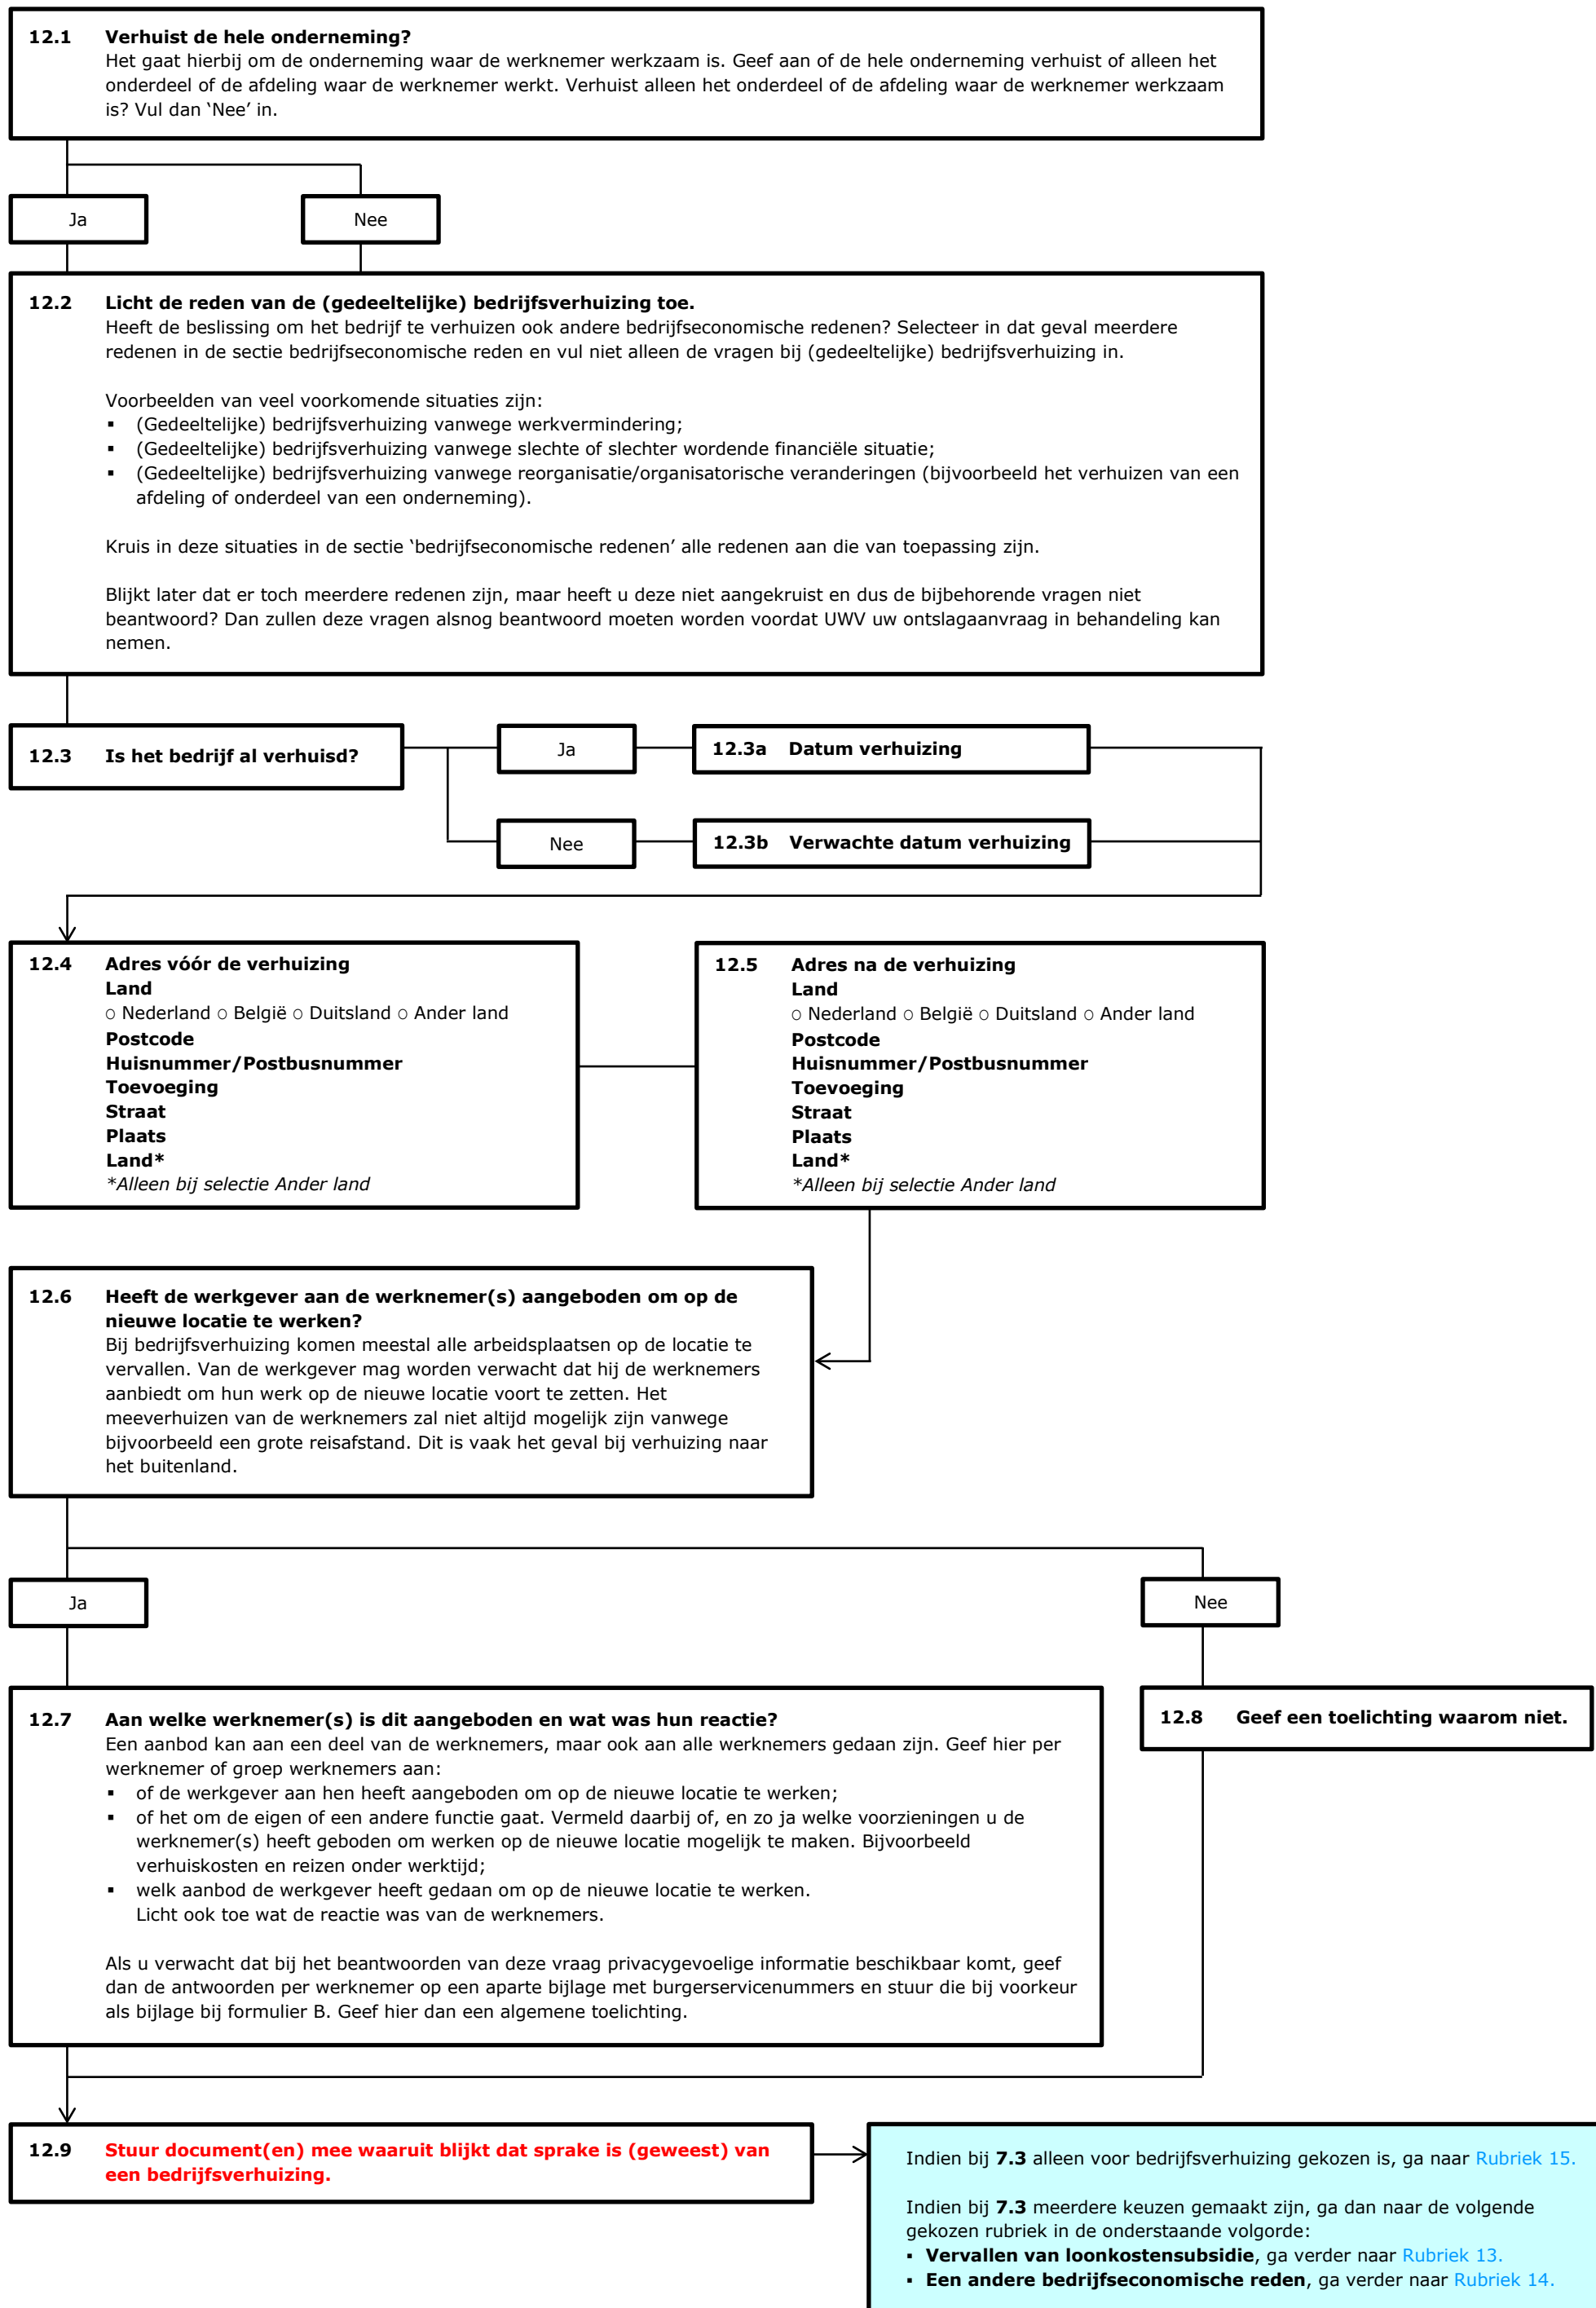 12.1 Verhuist de hele onderneming?
Het gaat hierbij om de onderneming waar de werknemer werkzaam is. Geef aan of de hele onderneming verhuist of alleen het
onderdeel of de afdeling waar de werknemer werkt. Verhuist alleen het onderdeel of de afdeling waar de werknemer werkzaam
is? Vul dan ‘Nee’ in.
Ja
Nee
12.2 Licht de reden van de (gedeeltelijke) bedrijfsverhuizing toe.
Heeft de beslissing om het bedrijf te verhuizen ook andere bedrijfseconomische redenen? Selecteer in dat geval meerdere
redenen in de sectie bedrijfseconomische reden en vul niet alleen de vragen bij (gedeeltelijke) bedrijfsverhuizing in.
Voorbeelden van veel voorkomende situaties zijn:
▪ (Gedeeltelijke) bedrijfsverhuizing vanwege werkvermindering;
▪ (Gedeeltelijke) bedrijfsverhuizing vanwege slechte of slechter wordende financiële situatie;
▪ (Gedeeltelijke) bedrijfsverhuizing vanwege reorganisatie/organisatorische veranderingen (bijvoorbeeld het verhuizen van een
afdeling of onderdeel van een onderneming).
Kruis in deze situaties in de sectie ‘bedrijfseconomische redenen’ alle redenen aan die van toepassing zijn.
Blijkt later dat er toch meerdere redenen zijn, maar heeft u deze niet aangekruist en dus de bijbehorende vragen niet
beantwoord? Dan zullen deze vragen alsnog beantwoord moeten worden voordat UWV uw ontslagaanvraag in behandeling kan
nemen.
12.3 Is het bedrijf al verhuisd?
Ja
12.3a Datum verhuizing
Nee
12.3b Verwachte datum verhuizing
12.4 Adres vóór de verhuizing
Land
○ Nederland ○ België ○ Duitsland ○ Ander land
Postcode
Huisnummer/Postbusnummer
Toevoeging
Straat
Plaats
Land*
*Alleen bij selectie Ander land
12.5 Adres na de verhuizing
Land
○ Nederland ○ België ○ Duitsland ○ Ander land
Postcode
Huisnummer/Postbusnummer
Toevoeging
Straat
Plaats
Land*
*Alleen bij selectie Ander land
12.6 Heeft de werkgever aan de werknemer(s) aangeboden om op de
nieuwe locatie te werken?
Bij bedrijfsverhuizing komen meestal alle arbeidsplaatsen op de locatie te
vervallen. Van de werkgever mag worden verwacht dat hij de werknemers
aanbiedt om hun werk op de nieuwe locatie voort te zetten. Het
meeverhuizen van de werknemers zal niet altijd mogelijk zijn vanwege
bijvoorbeeld een grote reisafstand. Dit is vaak het geval bij verhuizing naar
het buitenland.
Ja
Nee
12.7 Aan welke werknemer(s) is dit aangeboden en wat was hun reactie?
Een aanbod kan aan een deel van de werknemers, maar ook aan alle werknemers gedaan zijn. Geef hier per
werknemer of groep werknemers aan:
▪ of de werkgever aan hen heeft aangeboden om op de nieuwe locatie te werken;
▪ of het om de eigen of een andere functie gaat. Vermeld daarbij of, en zo ja welke voorzieningen u de
werknemer(s) heeft geboden om werken op de nieuwe locatie mogelijk te maken. Bijvoorbeeld
verhuiskosten en reizen onder werktijd;
▪ welk aanbod de werkgever heeft gedaan om op de nieuwe locatie te werken.
Licht ook toe wat de reactie was van de werknemers.
Als u verwacht dat bij het beantwoorden van deze vraag privacygevoelige informatie beschikbaar komt, geef
dan de antwoorden per werknemer op een aparte bijlage met burgerservicenummers en stuur die bij voorkeur
als bijlage bij formulier B. Geef hier dan een algemene toelichting.
12.8 Geef een toelichting waarom niet.
12.9 Stuur document(en) mee waaruit blijkt dat sprake is (geweest) van
een bedrijfsverhuizing.
Indien bij 7.3 alleen voor bedrijfsverhuizing gekozen is, ga naar Rubriek 15.
Indien bij 7.3 meerdere keuzen gemaakt zijn, ga dan naar de volgende
gekozen rubriek in de onderstaande volgorde:
▪ Vervallen van loonkostensubsidie, ga verder naar Rubriek 13.
▪ Een andere bedrijfseconomische reden, ga verder naar Rubriek 14.